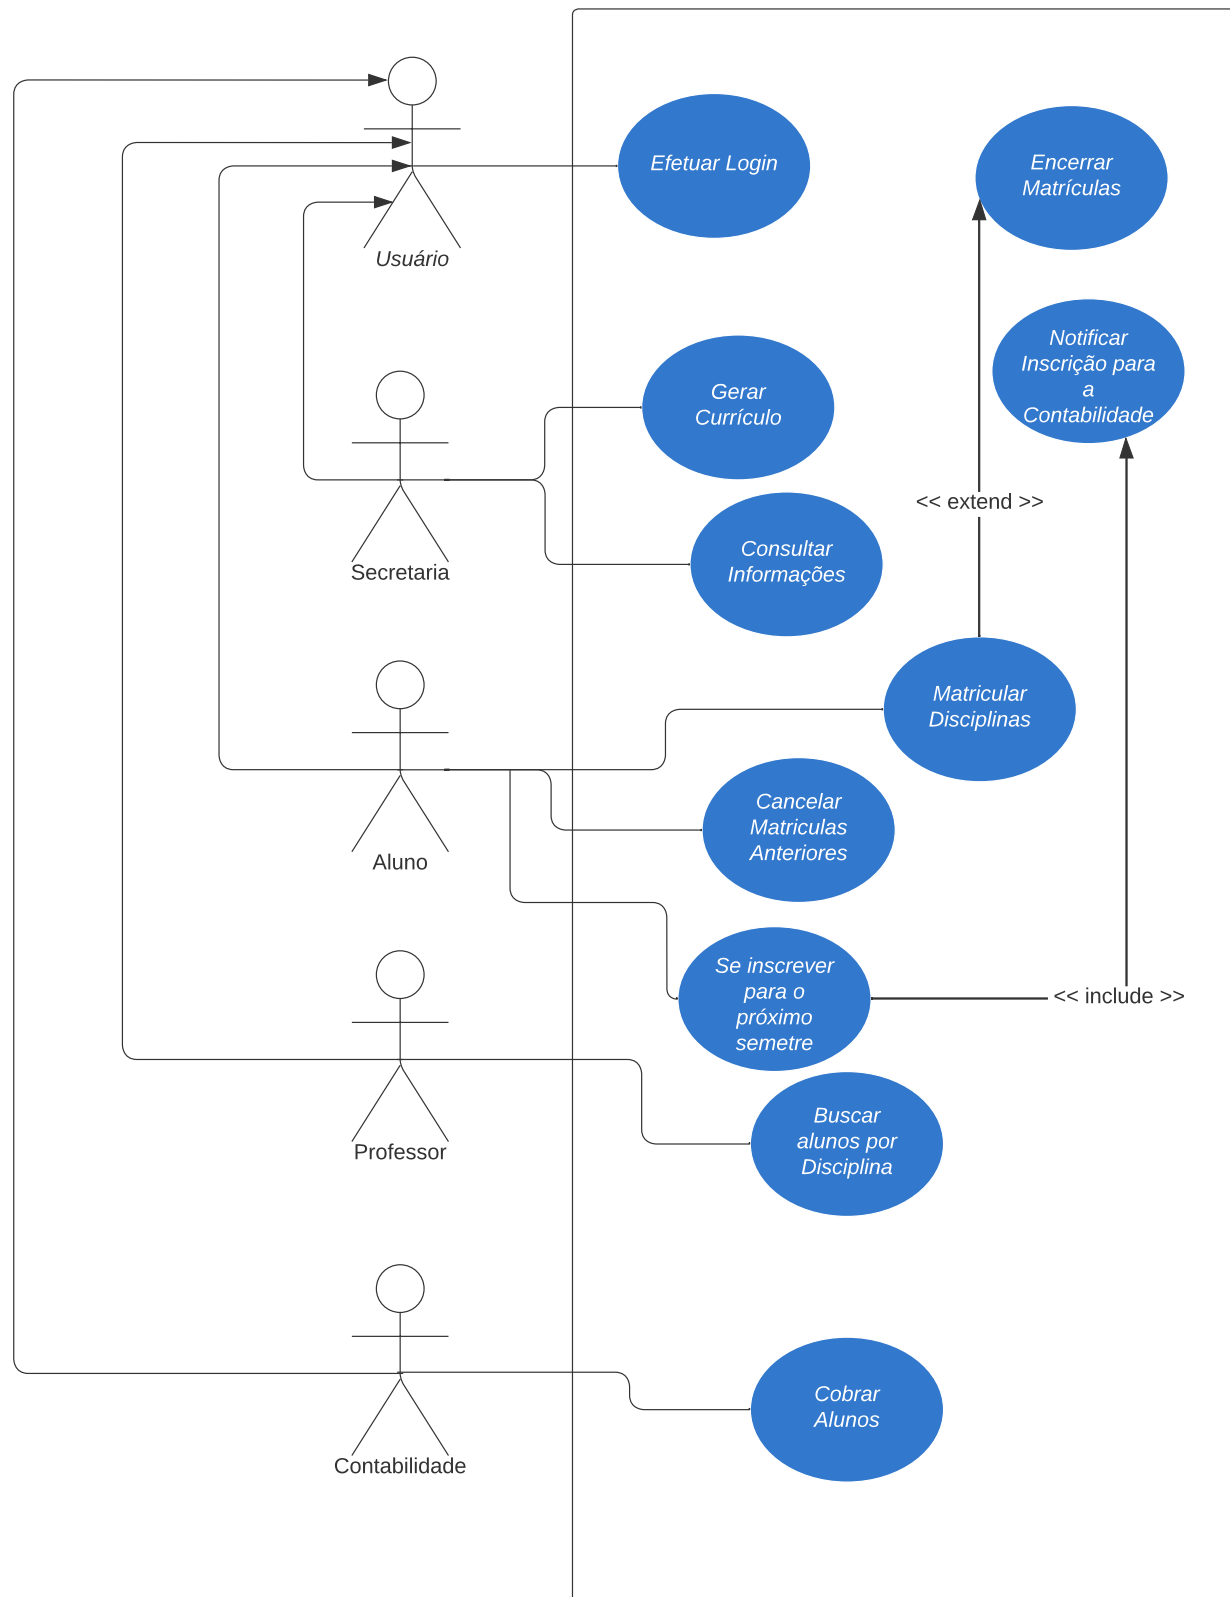 Efetuar Login
Encerrar
Matrículas
Usuário
Notificar
Inscrição para
a
Contabilidade
Gerar
Currículo
<< extend >>
Consultar
Informações
Secretaria
Matricular
Disciplinas
Cancelar
Matriculas
Anteriores
Aluno
Se inscrever
para o
próximo
semetre
<< include >>
Buscar
alunos por
Disciplina
Professor
Cobrar
Alunos
Contabilidade